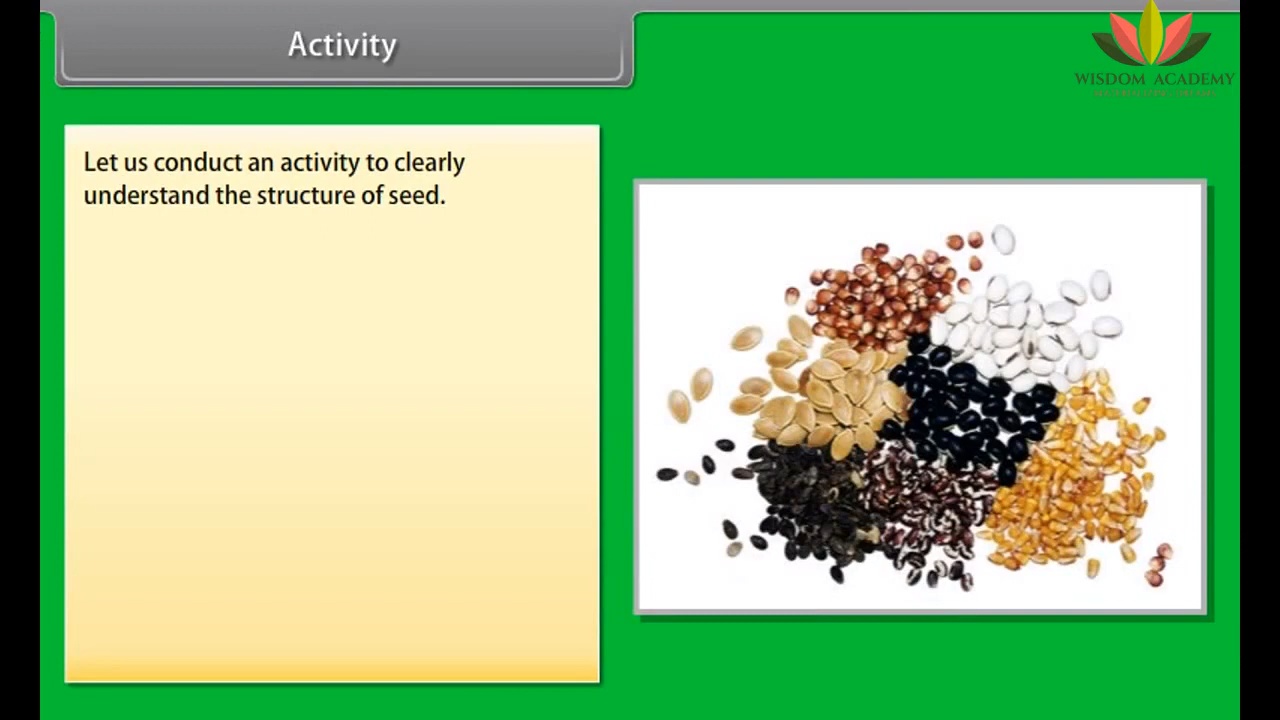 Activity
WISDOM ACADEMY
Let us conduct an activity to clearly
understand the structure of seed.